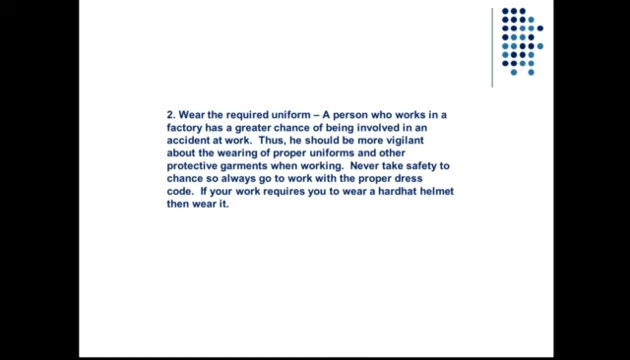 2. Wear the required uniform – A person who works in a
factory has a greater chance of being involved in an
accident at work.  Thus, he should be more vigilant
about the wearing of proper uniforms and other
protective garments when working.  Never take safety to
chance so always go to work with the proper dress
code.  If your work requires you to wear a hardhat helmet
then wear it.